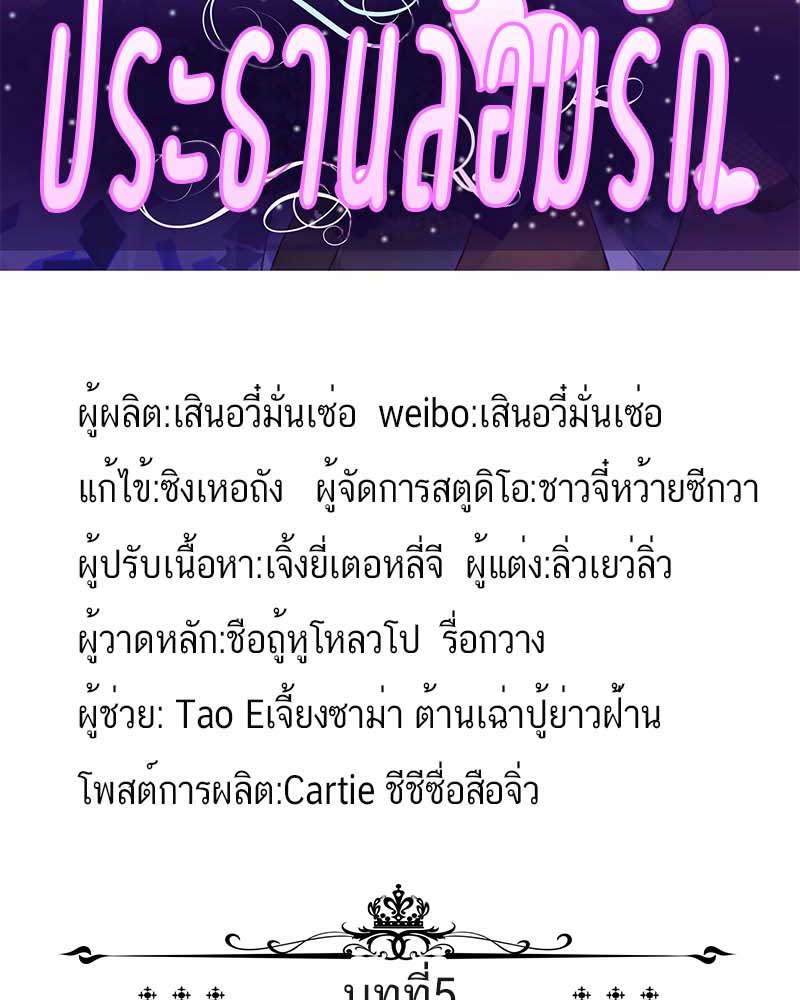 ประธานล้อมรัก
ผู้ผลิต:เสินอวี๋มั่นเซ่อ weibo:เสินอวี๋มั่นเซ่อ
แก้ไข้:ซิงเหอถัง ผู้จัดการสตูดิโอ:ชาวจี๋หว้ายซีกวา
ผู้ปรับเนื้อหา:เจิ้งยี่เตอหลี่จี ผู้แต่ง:ลิ่วเยว่ลิ่ว
ผู้วาดหลัก:ชือถู้หูโหลวโป รื่อกวาง
ผู้ช่วย: Tao Eเจี้ยงซาม่า ต้านเฉ่าปู้ย่าวฝ้าน
โพสต์การผลิต:Cartie ชีชีซื่อสือจิ่ว
บทที่5